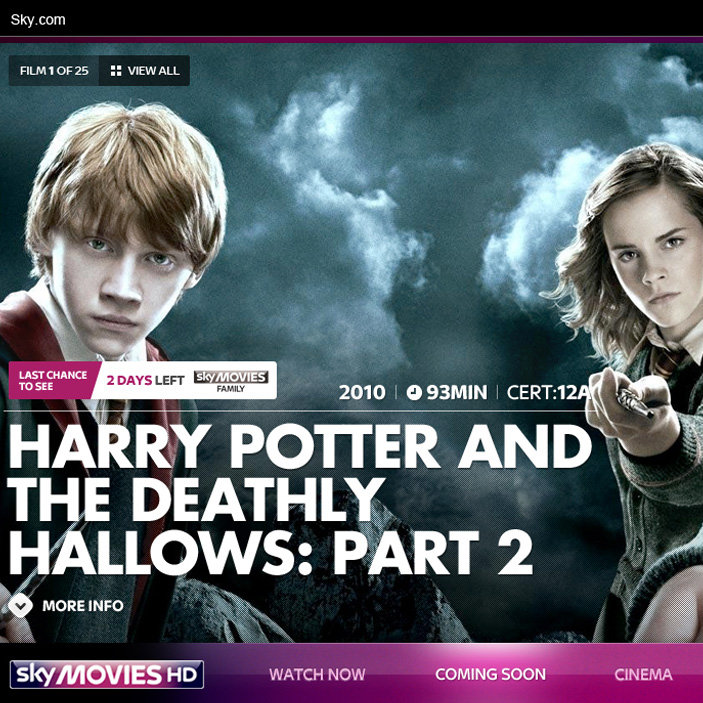 Sky.com
FILM 1 OF 25 VIEW ALL
LAST CHANCE
TO SEE
2 DAYS LEFT
sky MOVIES
FAMILY
2010 93MIN CERT:12A
HARRY POTTER AND
THE DEATHLY
HALLOWS: PART 2
MORE INFO
sky MOVIES HD WATCH NOW COMING SOON CINEMA